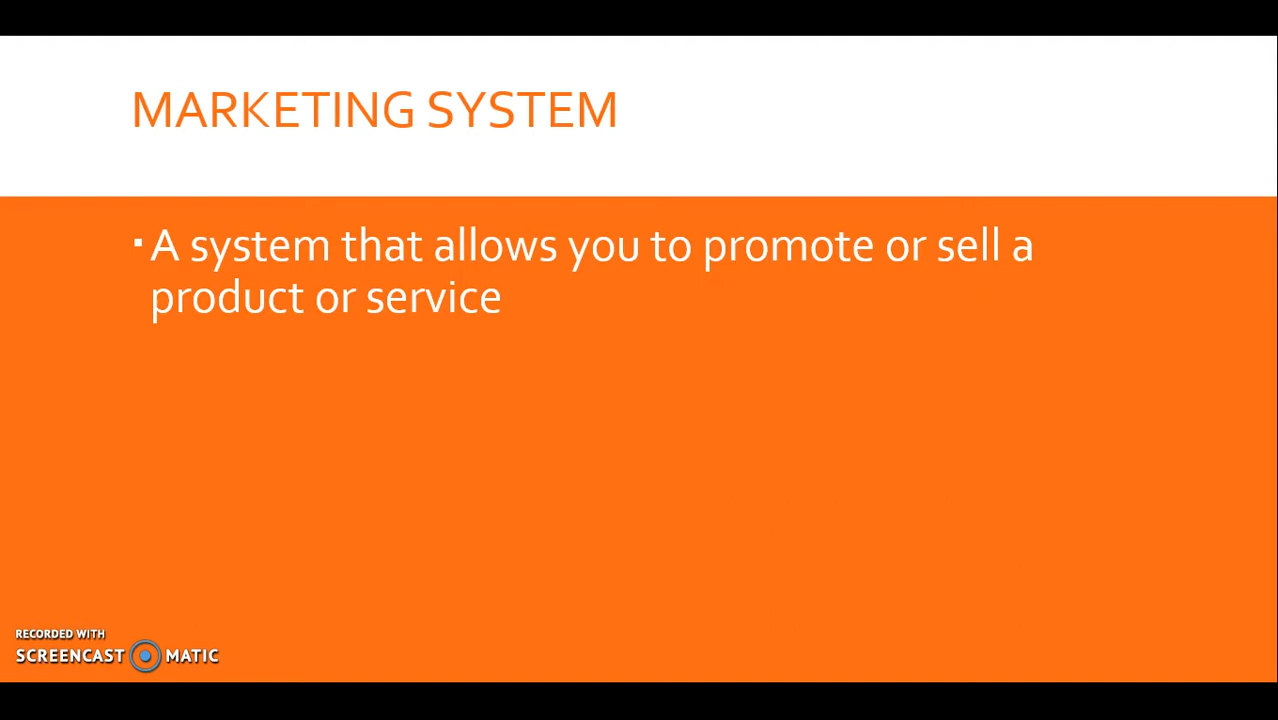 MARKETING SYSTEM
▪ A system that allows you to promote or sell a
product or service
RECORDED WITH
SCREENCAST MATIC